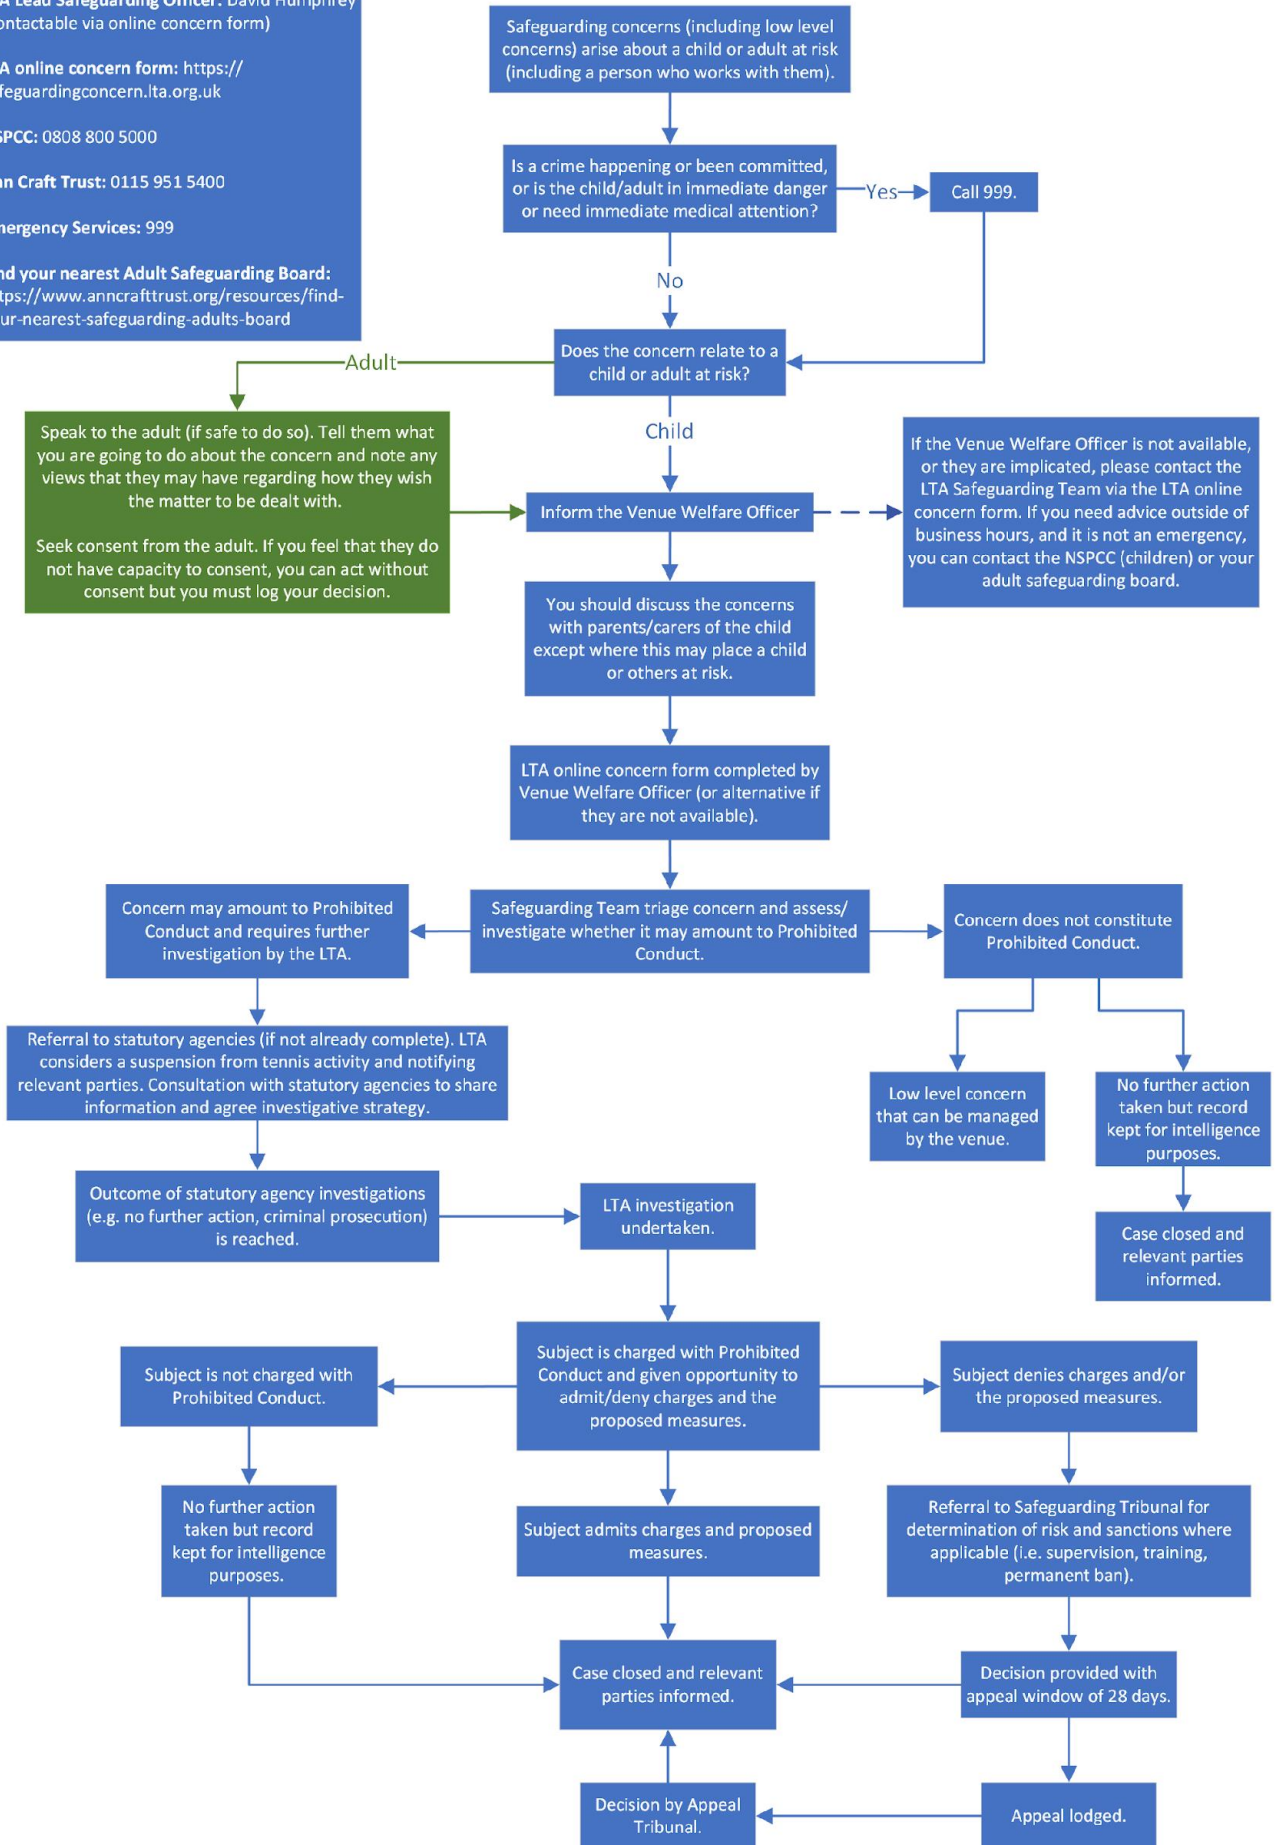 A Lead Safeguarding Officer: David Humphrey
ontactable via online concern form)
A online concern form: https://
feguardingconcern.lta.org.uk
SPCC: 0808 800 5000
nn Craft Trust: 0115 951 5400
mergency Services: 999
nd your nearest Adult Safeguarding Board:
tps://www.anncrafttrust.org/resources/find-
ur-nearest-safeguarding-adults-board
Safeguarding concerns (including low level
concerns) arise about a child or adult at risk
(including a person who works with them).
Is a crime happening or been committed,
or is the child/adult in immediate danger
or need immediate medical attention?
Yes
Call 999.
No
Does the concern relate to a
child or adult at risk?
Adult
Child
Speak to the adult (if safe to do so). Tell them what
you are going to do about the concern and note any
views that they may have regarding how they wish
the matter to be dealt with.
Seek consent from the adult. If you feel that they do
not have capacity to consent, you can act without
consent but you must log your decision.
Inform the Venue Welfare Officer
If the Venue Welfare Officer is not available,
or they are implicated, please contact the
LTA Safeguarding Team via the LTA online
concern form. If you need advice outside of
business hours, and it is not an emergency,
you can contact the NSPCC (children) or your
adult safeguarding board.
You should discuss the concerns
with parents/carers of the child
except where this may place a child
or others at risk.
LTA online concern form completed by
Venue Welfare Officer (or alternative if
they are not available).
Concern may amount to Prohibited
Conduct and requires further
investigation by the LTA.
Safeguarding Team triage concern and assess/
investigate whether it may amount to Prohibited
Conduct.
Concern does not constitute
Prohibited Conduct.
Referral to statutory agencies (if not already complete). LTA
considers a suspension from tennis activity and notifying
relevant parties. Consultation with statutory agencies to share
information and agree investigative strategy.
Low level concern
that can be managed
by the venue.
No further action
taken but record
kept for intelligence
purposes.
Outcome of statutory agency investigations
(e.g. no further action, criminal prosecution)
is reached.
LTA investigation
undertaken.
Case closed and
relevant parties
informed.
Subject is not charged with
Prohibited Conduct.
Subject is charged with Prohibited
Conduct and given opportunity to
admit/deny charges and the
proposed measures.
Subject denies charges and/or
the proposed measures.
No further action
taken but record
kept for intelligence
purposes.
Subject admits charges and proposed
measures.
Referral to Safeguarding Tribunal for
determination of risk and sanctions where
applicable (i.e. supervision, training,
permanent ban).
Case closed and relevant
parties informed.
Decision provided with
appeal window of 28 days.
Decision by Appeal
Tribunal.
Appeal lodged.